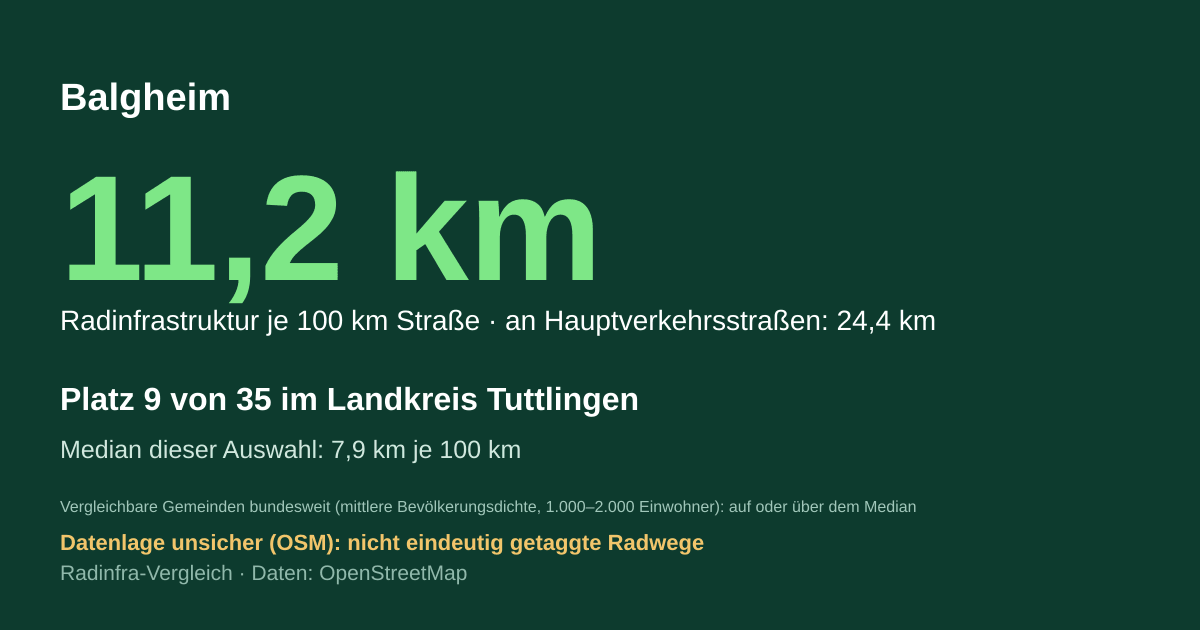 Balgheim
11,2 km
Radinfrastruktur je 100 km Straße · an Hauptverkehrsstraßen: 24,4 km
Platz 9 von 35 im Landkreis Tuttlingen
Median dieser Auswahl: 7,9 km je 100 km
Vergleichbare Gemeinden bundesweit (mittlere Bevölkerungsdichte, 1.000–2.000 Einwohner): auf oder über dem Median
Datenlage unsicher (OSM): nicht eindeutig getaggte Radwege
Radinfra-Vergleich · Daten: OpenStreetMap